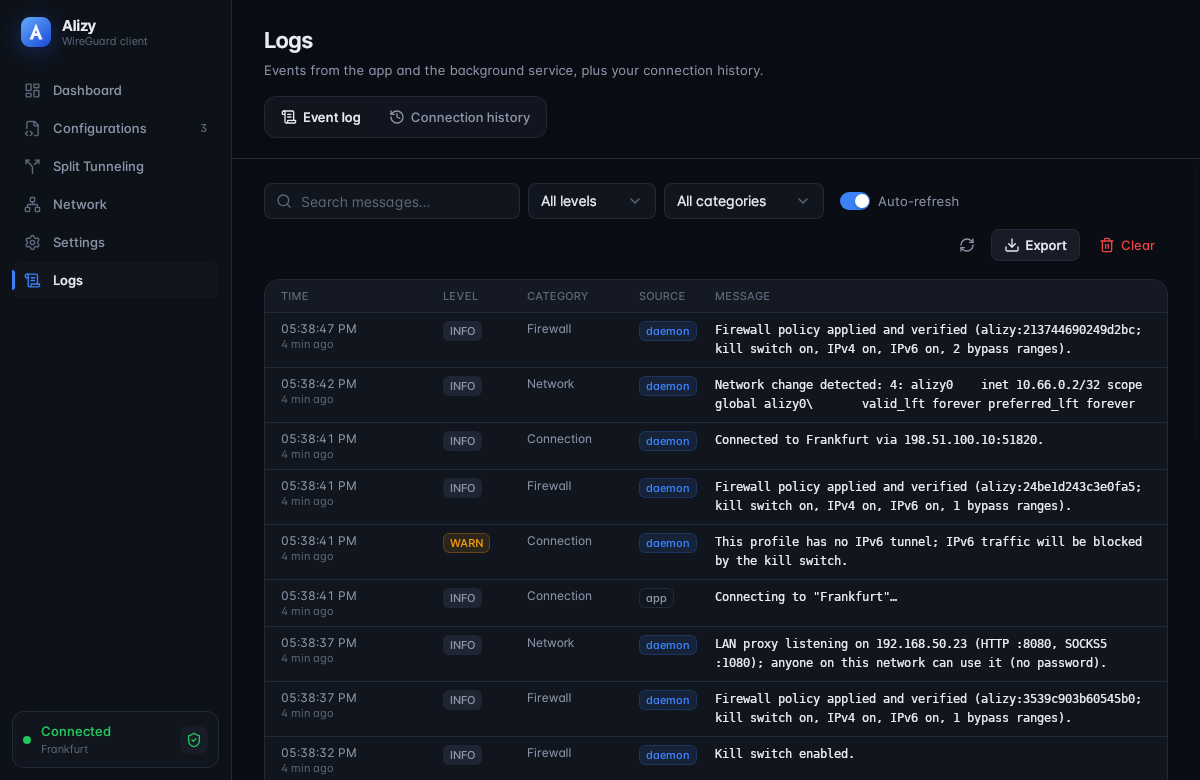 Alizy
WireGuard client
Dashboard
Configurations 3
Split Tunneling
Network
Settings
Logs
Connected
Frankfurt
Logs
Events from the app and the background service, plus your connection history.
Event log Connection history
Search messages... All levels All categories Auto-refresh
Export Clear
TIME LEVEL CATEGORY SOURCE MESSAGE
05:38:47 PM INFO Firewall daemon Firewall policy applied and verified (alizy:213744690249d2bc;
4 min ago kill switch on, IPv4 on, IPv6 on, 2 bypass ranges).
05:38:42 PM INFO Network daemon Network change detected: 4: alizy0    inet 10.66.0.2/32 scope
4 min ago global alizy0\       valid_lft forever preferred_lft forever
05:38:41 PM INFO Connection daemon Connected to Frankfurt via 198.51.100.10:51820.
4 min ago
05:38:41 PM INFO Firewall daemon Firewall policy applied and verified (alizy:24be1d243c3e0fa5;
4 min ago kill switch on, IPv4 on, IPv6 on, 1 bypass ranges).
05:38:41 PM WARN Connection daemon This profile has no IPv6 tunnel; IPv6 traffic will be blocked
4 min ago by the kill switch.
05:38:41 PM INFO Connection app Connecting to "Frankfurt"…
4 min ago
05:38:37 PM INFO Network daemon LAN proxy listening on 192.168.50.23 (HTTP :8080, SOCKS5
4 min ago :1080); anyone on this network can use it (no password).
05:38:37 PM INFO Firewall daemon Firewall policy applied and verified (alizy:3539c903b60545b0;
4 min ago kill switch on, IPv4 on, IPv6 on, 1 bypass ranges).
05:38:32 PM INFO Firewall daemon Kill switch enabled.
4 min ago